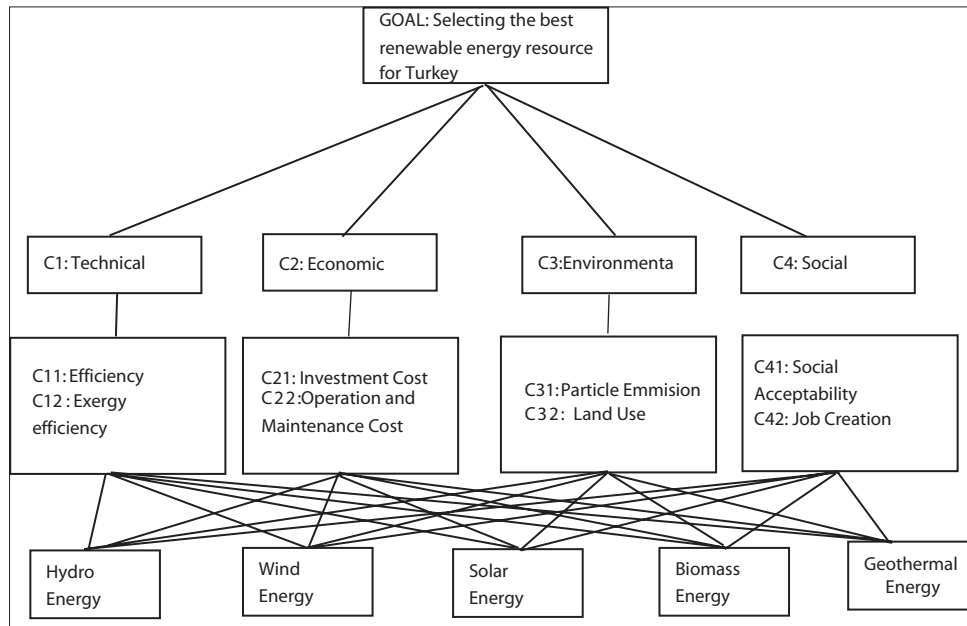 GOAL: Selecting the best
renewable energy resource
for Turkey
C1: Technical
C2: Economic
C3:Environmenta
C4: Social
C11: Efficiency
C12 : Exergy
efficiency
C21: Investment Cost
C22:Operation and
Maintenance Cost
C31:Particle Emmision
C32: Land Use
C41: Social
Acceptability
C42: Job Creation
Hydro
Energy
Wind
Energy
Solar
Energy
Biomass
Energy
Geothermal
Energy